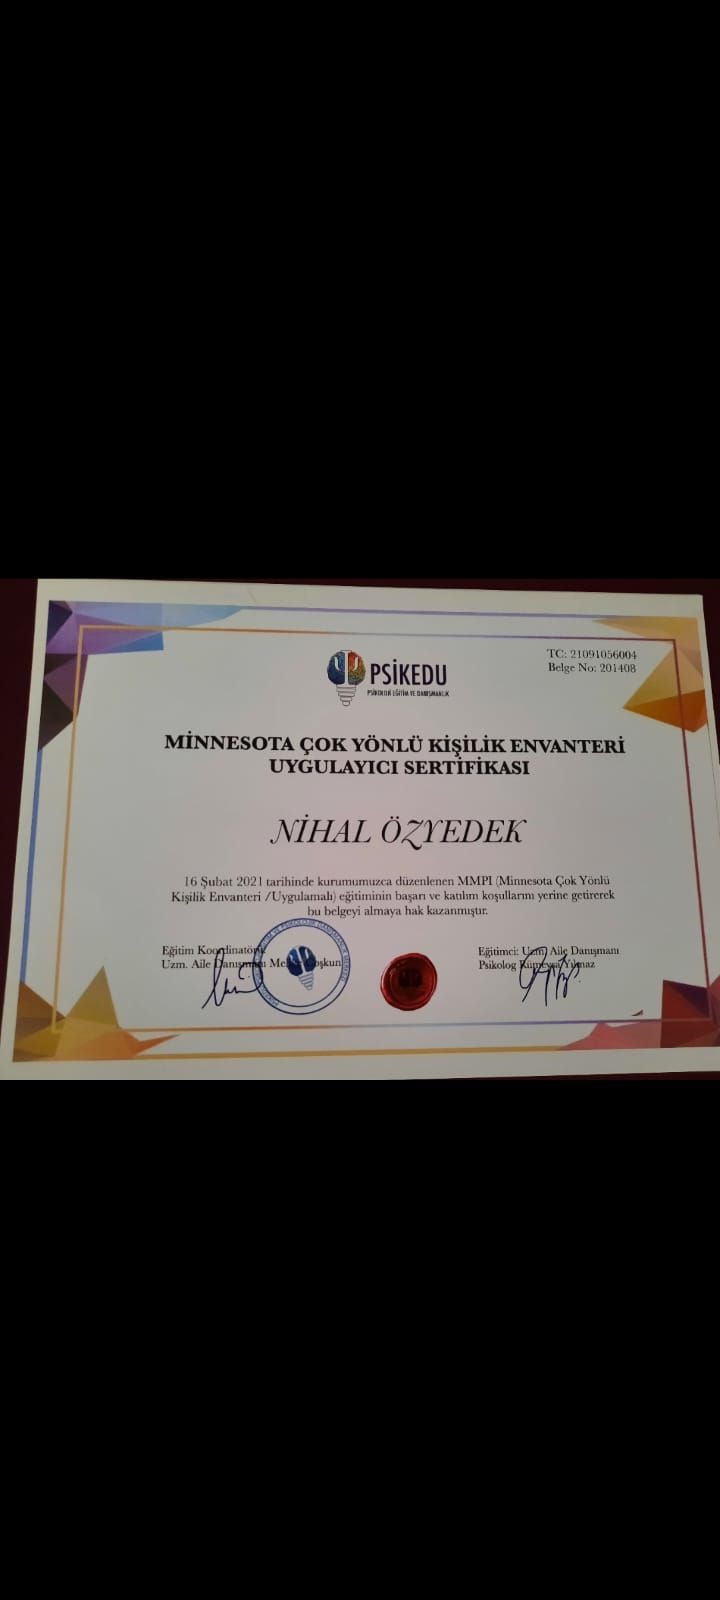 PSİKEDU
PSİKOLOJİ EĞİTİM VE DANIŞMANLIK
TC: 21091056004
Belge No: 201408
MİNNESOTA ÇOK YÖNLÜ KİŞİLİK ENVANTERİ
UYGULAYICI SERTİFİKASI
NİHAL ÖZYEDEK
16 Şubat 2021 tarihinde kurumumuzca düzenlenen MMPI (Minnesota Çok Yönlü
Kişilik Envanteri /Uygulamalı) eğitiminin başarı ve katılım koşullarını yerine getirerek
bu belgeyi almaya hak kazanmıştır.
Eğitim Koordinatörü
Uzm. Aile Danışmanı
Eğitimci: Uzm. Aile Danışmanı
Psikolog Rümeysa Yılmaz